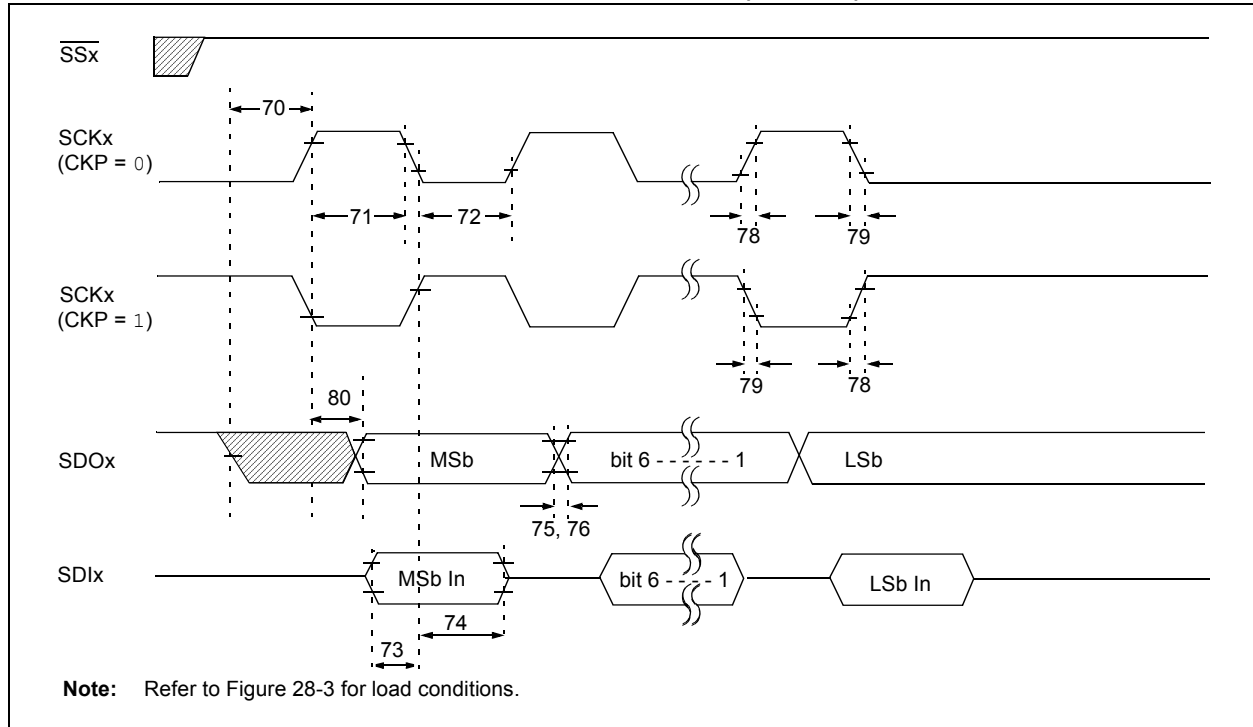 SSx
70
SCKx
(CKP = 0)
71
72
78
79
SCKx
(CKP = 1)
79
78
80
SDOx
MSb
bit 6 - - - - - - 1
LSb
75, 76
SDIx
MSb In
bit 6 - - - - 1
LSb In
74
73
Note: Refer to Figure 28-3 for load conditions.